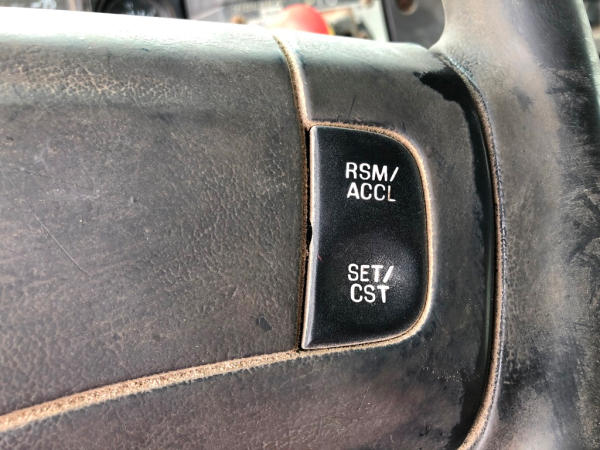 RSM/
ACCL
SET/
CST